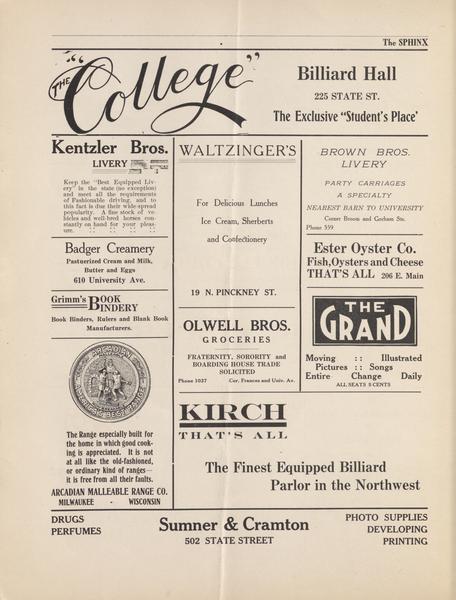 The SPHINX
THE "College"
Billiard Hall
225 STATE ST.
The Exclusive "Student's Place'
Kentzler Bros.
LIVERY
Keep the "Best Equipped Liv-
ery" in the state (no exception)
and meet all the requirements
of Fashionable driving, and to
this fact is due their wide-spread
popularity. A fine stock of ve-
hicles and well-bred horses con-
stantly on hand for your pleas-
ure.
Badger Creamery
Pasteurized Cream and Milk,
Butter and Eggs
610 University Ave.
Grimm's BOOK
BINDERY
Book Binders, Rulers and Blank Book
Manufacturers.
ARCADIAN
The Range especially built for
the home in which good cook-
ing is appreciated. It is not
at all like the old-fashioned,
or ordinary kind of ranges—
it is free from all their faults.
ARCADIAN MALLEABLE RANGE CO.
MILWAUKEE - WISCONSIN
WALTZINGER'S
For Delicious Lunches
Ice Cream, Sherberts
and Confectionery
19 N. PINCKNEY ST.
OLWELL BROS.
GROCERIES
FRATERNITY, SORORITY and
BOARDING HOUSE TRADE
SOLICITED
Phone 1037 Cor. Frances and Univ. Av.
BROWN BROS.
LIVERY
PARTY CARRIAGES
A SPECIALTY
NEAREST BARN TO UNIVERSITY
Corner Broom and Gorham Sts.
Phone 559
Ester Oyster Co.
Fish, Oysters and Cheese
THAT'S ALL 206 E. Main
THE
GRAND
Moving :: Illustrated
Pictures :: Songs
Entire Change Daily
ALL SEATS 5 CENTS
KIRCH
THAT'S ALL
The Finest Equipped Billiard
Parlor in the Northwest
DRUGS
PERFUMES
Sumner & Cramton
502 STATE STREET
PHOTO SUPPLIES
DEVELOPING
PRINTING